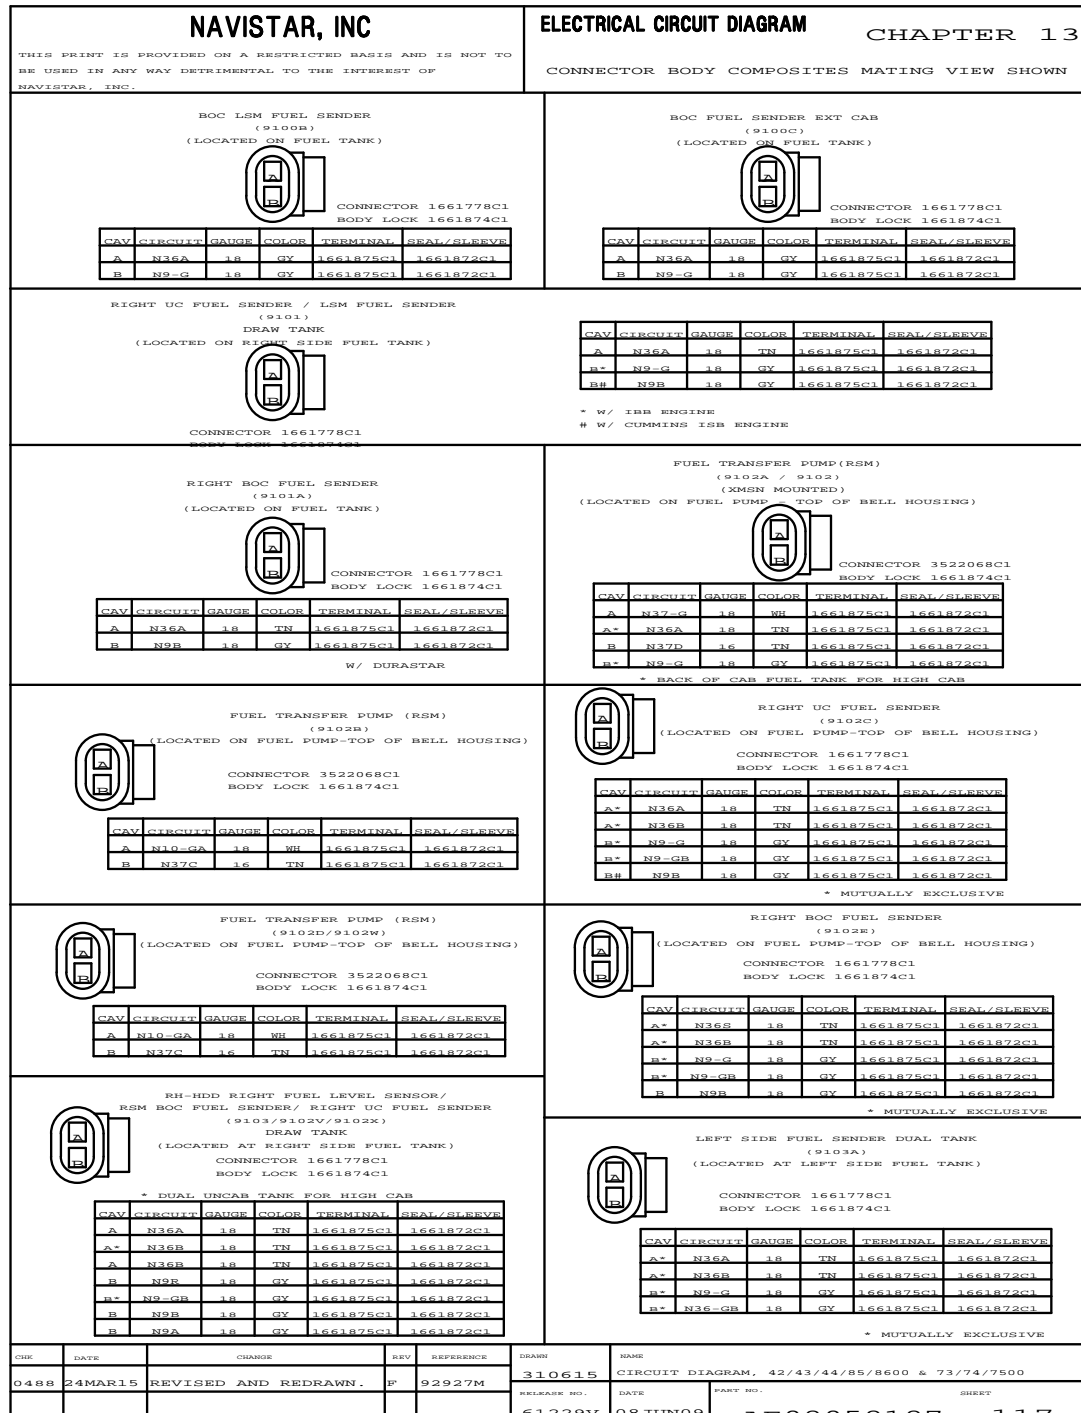 NAVISTAR, INC
THIS PRINT IS PROVIDED ON A RESTRICTED BASIS AND IS NOT TO
BE USED IN ANY WAY DETRIMENTAL TO THE INTEREST OF
NAVISTAR, INC.
ELECTRICAL CIRCUIT DIAGRAM
CHAPTER 13
CONNECTOR BODY COMPOSITES MATING VIEW SHOWN
BOC LSM FUEL SENDER
(9100B)
(LOCATED ON FUEL TANK)
A
B
CONNECTOR 1661778C1
BODY LOCK 1661874C1
CAV CIRCUIT GAUGE COLOR TERMINAL SEAL/SLEEVE
A N36A 18 GY 1661875C1 1661872C1
B N9-G 18 GY 1661875C1 1661872C1
BOC FUEL SENDER EXT CAB
(9100C)
(LOCATED ON FUEL TANK)
A
B
CONNECTOR 1661778C1
BODY LOCK 1661874C1
CAV CIRCUIT GAUGE COLOR TERMINAL SEAL/SLEEVE
A N36A 18 GY 1661875C1 1661872C1
B N9-G 18 GY 1661875C1 1661872C1
RIGHT UC FUEL SENDER / LSM FUEL SENDER
(9101)
DRAW TANK
(LOCATED ON RIGHT SIDE FUEL TANK)
A
B
CONNECTOR 1661778C1
BODY LOCK 1661874C1
CAV CIRCUIT GAUGE COLOR TERMINAL SEAL/SLEEVE
A N36A 18 TN 1661875C1 1661872C1
B* N9-G 18 GY 1661875C1 1661872C1
B# N9B 18 GY 1661875C1 1661872C1
* W/ IBB ENGINE
# W/ CUMMINS ISB ENGINE
RIGHT BOC FUEL SENDER
(9101A)
(LOCATED ON FUEL TANK)
A
B
CONNECTOR 1661778C1
BODY LOCK 1661874C1
CAV CIRCUIT GAUGE COLOR TERMINAL SEAL/SLEEVE
A N36A 18 TN 1661875C1 1661872C1
B N9B 18 GY 1661875C1 1661872C1
W/ DURASTAR
FUEL TRANSFER PUMP(RSM)
(9102A / 9102)
(XMSN MOUNTED)
(LOCATED ON FUEL PUMP - TOP OF BELL HOUSING)
A
B
CONNECTOR 3522068C1
BODY LOCK 1661874C1
CAV CIRCUIT GAUGE COLOR TERMINAL SEAL/SLEEVE
A N37-G 18 WH 1661875C1 1661872C1
A* N36A 18 TN 1661875C1 1661872C1
B N37D 16 TN 1661875C1 1661872C1
B* N9-G 18 GY 1661875C1 1661872C1
* BACK OF CAB FUEL TANK FOR HIGH CAB
FUEL TRANSFER PUMP (RSM)
(9102B)
(LOCATED ON FUEL PUMP-TOP OF BELL HOUSING)
A
B
CONNECTOR 3522068C1
BODY LOCK 1661874C1
CAV CIRCUIT GAUGE COLOR TERMINAL SEAL/SLEEVE
A N10-GA 18 WH 1661875C1 1661872C1
B N37C 16 TN 1661875C1 1661872C1
RIGHT UC FUEL SENDER
(9102C)
(LOCATED ON FUEL PUMP-TOP OF BELL HOUSING)
A
B
CONNECTOR 1661778C1
BODY LOCK 1661874C1
CAV CIRCUIT GAUGE COLOR TERMINAL SEAL/SLEEVE
A* N36A 18 TN 1661875C1 1661872C1
A* N36B 18 TN 1661875C1 1661872C1
B* N9-G 18 GY 1661875C1 1661872C1
B* N9-GB 18 GY 1661875C1 1661872C1
B# N9B 18 GY 1661875C1 1661872C1
* MUTUALLY EXCLUSIVE
FUEL TRANSFER PUMP (RSM)
(9102D/9102W)
(LOCATED ON FUEL PUMP-TOP OF BELL HOUSING)
A
B
CONNECTOR 3522068C1
BODY LOCK 1661874C1
CAV CIRCUIT GAUGE COLOR TERMINAL SEAL/SLEEVE
A N10-GA 18 WH 1661875C1 1661872C1
B N37C 16 TN 1661875C1 1661872C1
RIGHT BOC FUEL SENDER
(9102E)
(LOCATED ON FUEL PUMP-TOP OF BELL HOUSING)
A
B
CONNECTOR 1661778C1
BODY LOCK 1661874C1
CAV CIRCUIT GAUGE COLOR TERMINAL SEAL/SLEEVE
A* N36S 18 TN 1661875C1 1661872C1
A* N36B 18 TN 1661875C1 1661872C1
B* N9-G 18 GY 1661875C1 1661872C1
B* N9-GB 18 GY 1661875C1 1661872C1
B N9B 18 GY 1661875C1 1661872C1
* MUTUALLY EXCLUSIVE
RH-HDD RIGHT FUEL LEVEL SENSOR/
RSM BOC FUEL SENDER/ RIGHT UC FUEL SENDER
(9103/9102V/9102X)
DRAW TANK
(LOCATED AT RIGHT SIDE FUEL TANK)
A
B
CONNECTOR 1661778C1
BODY LOCK 1661874C1
* DUAL UNCAB TANK FOR HIGH CAB
CAV CIRCUIT GAUGE COLOR TERMINAL SEAL/SLEEVE
A N36A 18 TN 1661875C1 1661872C1
A* N36B 18 TN 1661875C1 1661872C1
A N36B 18 TN 1661875C1 1661872C1
B N9R 18 GY 1661875C1 1661872C1
B* N9-GB 18 GY 1661875C1 1661872C1
B N9B 18 GY 1661875C1 1661872C1
B N9A 18 GY 1661875C1 1661872C1
LEFT SIDE FUEL SENDER DUAL TANK
(9103A)
(LOCATED AT LEFT SIDE FUEL TANK)
A
B
CONNECTOR 1661778C1
BODY LOCK 1661874C1
CAV CIRCUIT GAUGE COLOR TERMINAL SEAL/SLEEVE
A* N36A 18 TN 1661875C1 1661872C1
A* N36B 18 TN 1661875C1 1661872C1
B* N9-G 18 GY 1661875C1 1661872C1
B* N36-GB 18 GY 1661875C1 1661872C1
* MUTUALLY EXCLUSIVE
CHK DATE CHANGE REV REFERENCE
0488 24MAR15 REVISED AND REDRAWN. F 92927M
DRAWN
310615
NAME
CIRCUIT DIAGRAM, 42/43/44/85/8600 & 73/74/7500
RELEASE NO. DATE PART NO. SHEET
08JUN09 117